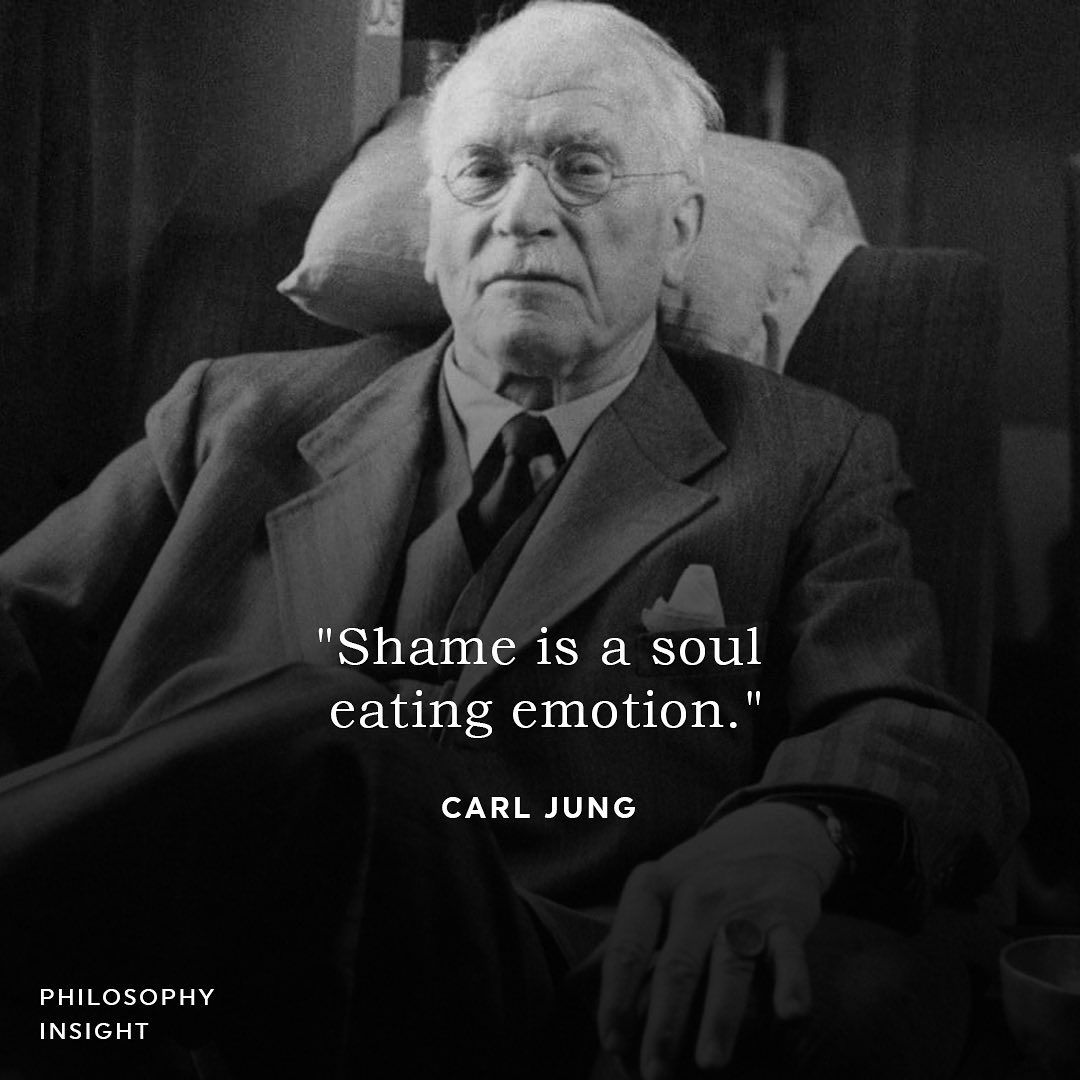 "Shame is a soul
eating emotion."
CARL JUNG
PHILOSOPHY
INSIGHT